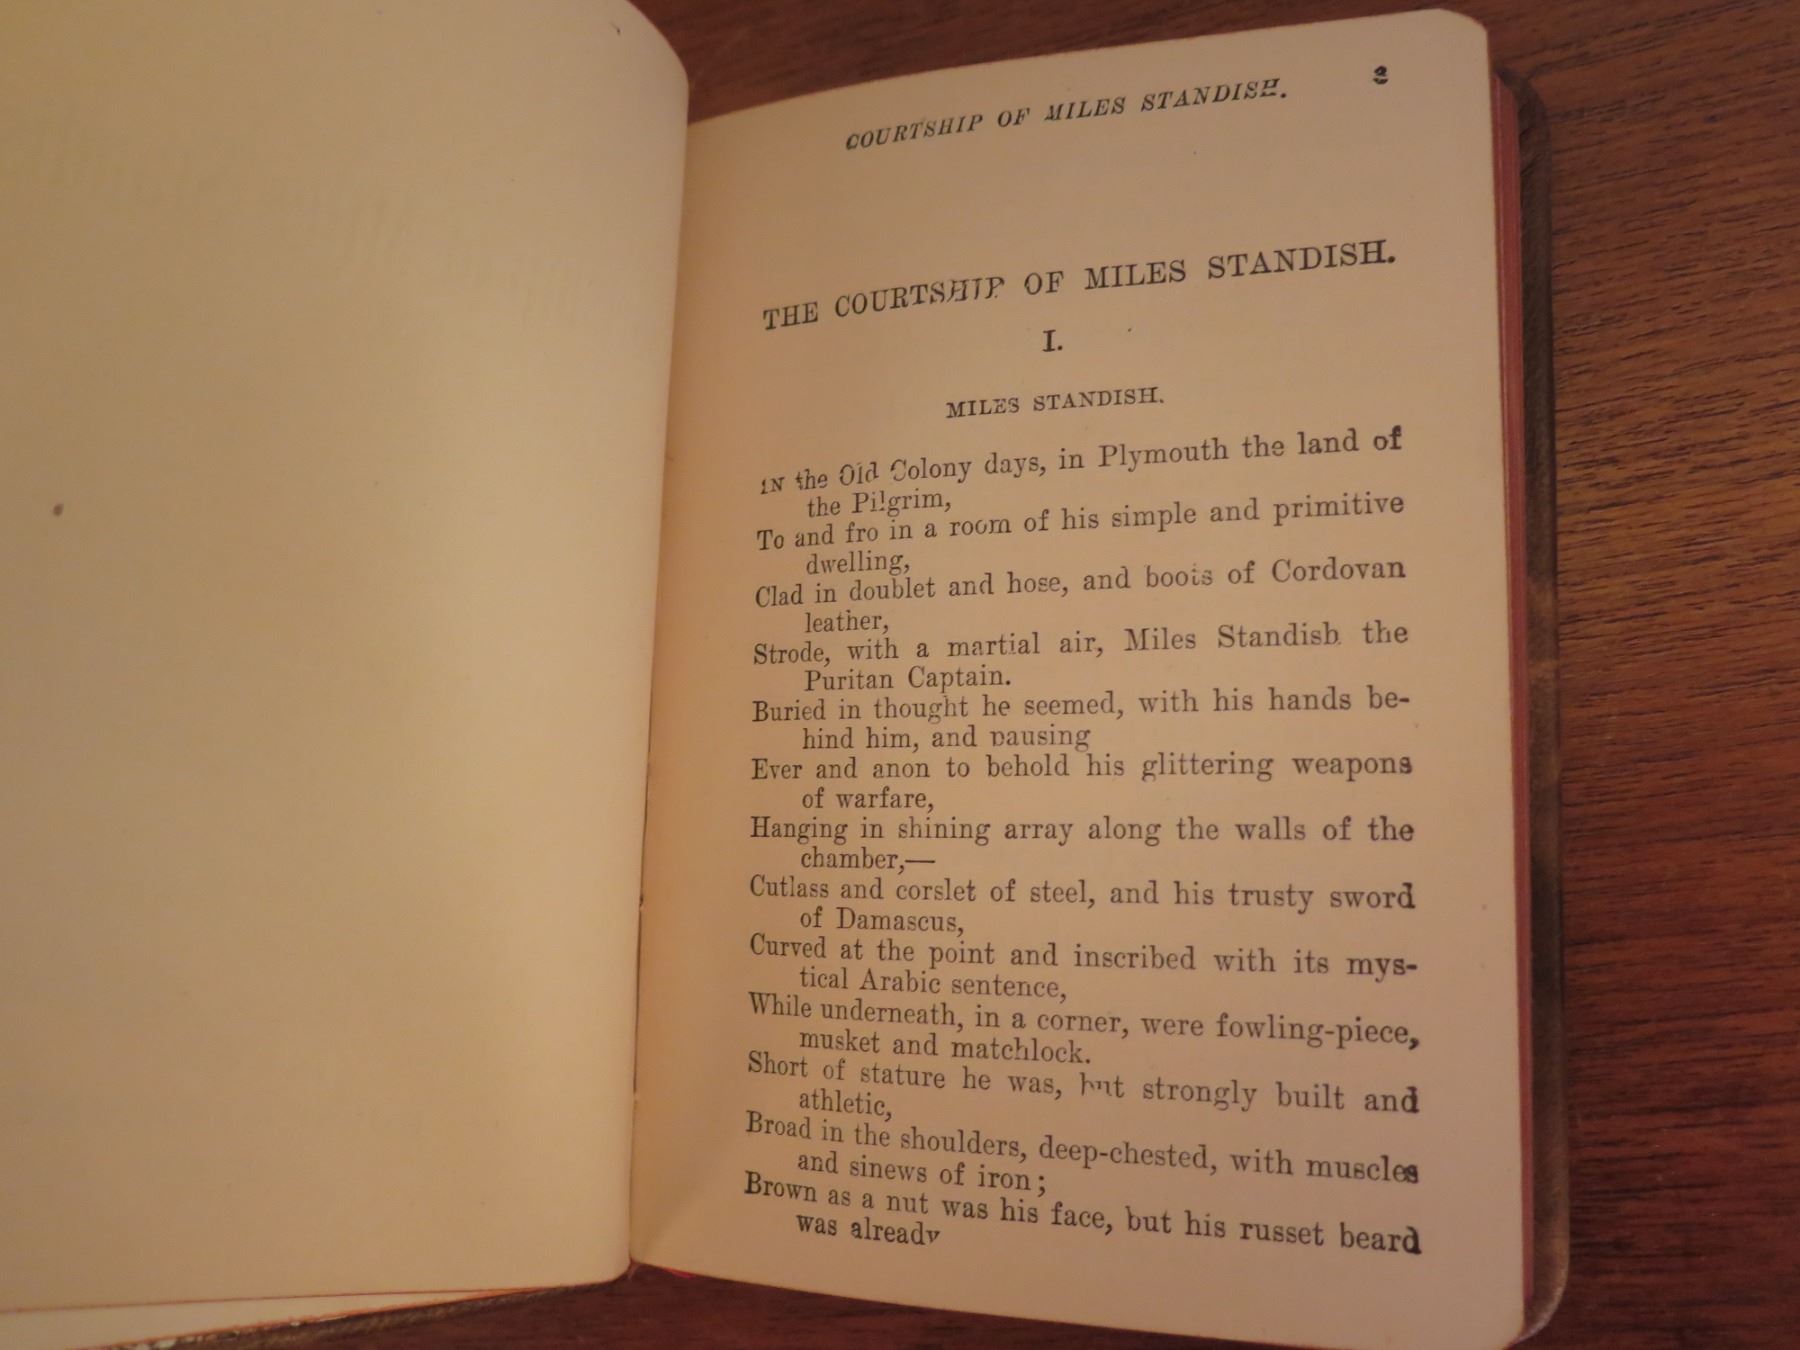 COURTSHIP OF MILES STANDISH. 3
THE COURTSHIP OF MILES STANDISH.
I.
MILES STANDISH.
IN the Old Colony days, in Plymouth the land of
the Pilgrim,
To and fro in a room of his simple and primitive
dwelling,
Clad in doublet and hose, and boots of Cordovan
leather,
Strode, with a martial air, Miles Standish the
Puritan Captain.
Buried in thought he seemed, with his hands be-
hind him, and pausing
Ever and anon to behold his glittering weapons
of warfare,
Hanging in shining array along the walls of the
chamber,—
Cutlass and corslet of steel, and his trusty sword
of Damascus,
Curved at the point and inscribed with its mys-
tical Arabic sentence,
While underneath, in a corner, were fowling-piece,
musket and matchlock.
Short of stature he was, but strongly built and
athletic,
Broad in the shoulders, deep-chested, with muscles
and sinews of iron;
Brown as a nut was his face, but his russet beard
was already